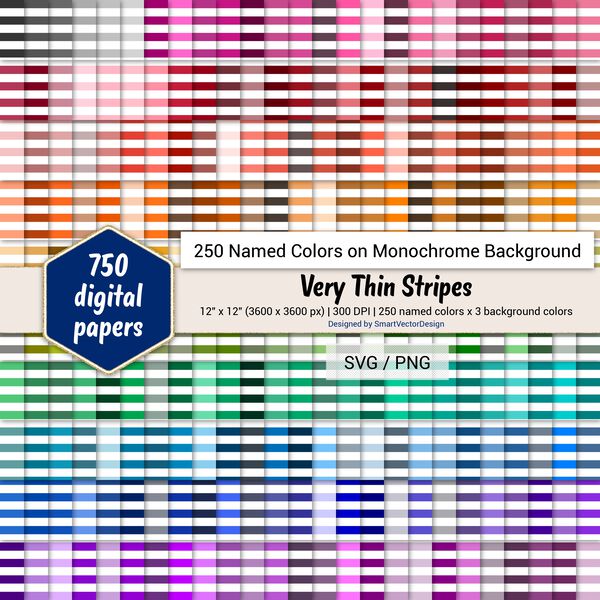 250 Named Colors on Monochrome Background
750
digital
papers
Very Thin Stripes
12" x 12" (3600 x 3600 px) | 300 DPI | 250 named colors x 3 background colors
Designed by SmartVectorDesign
SVG / PNG